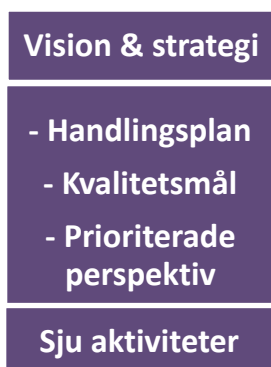 Vision & strategi
- Handlingsplan
- Kvalitetsmål
- Prioriterade
perspektiv
Sju aktiviteter